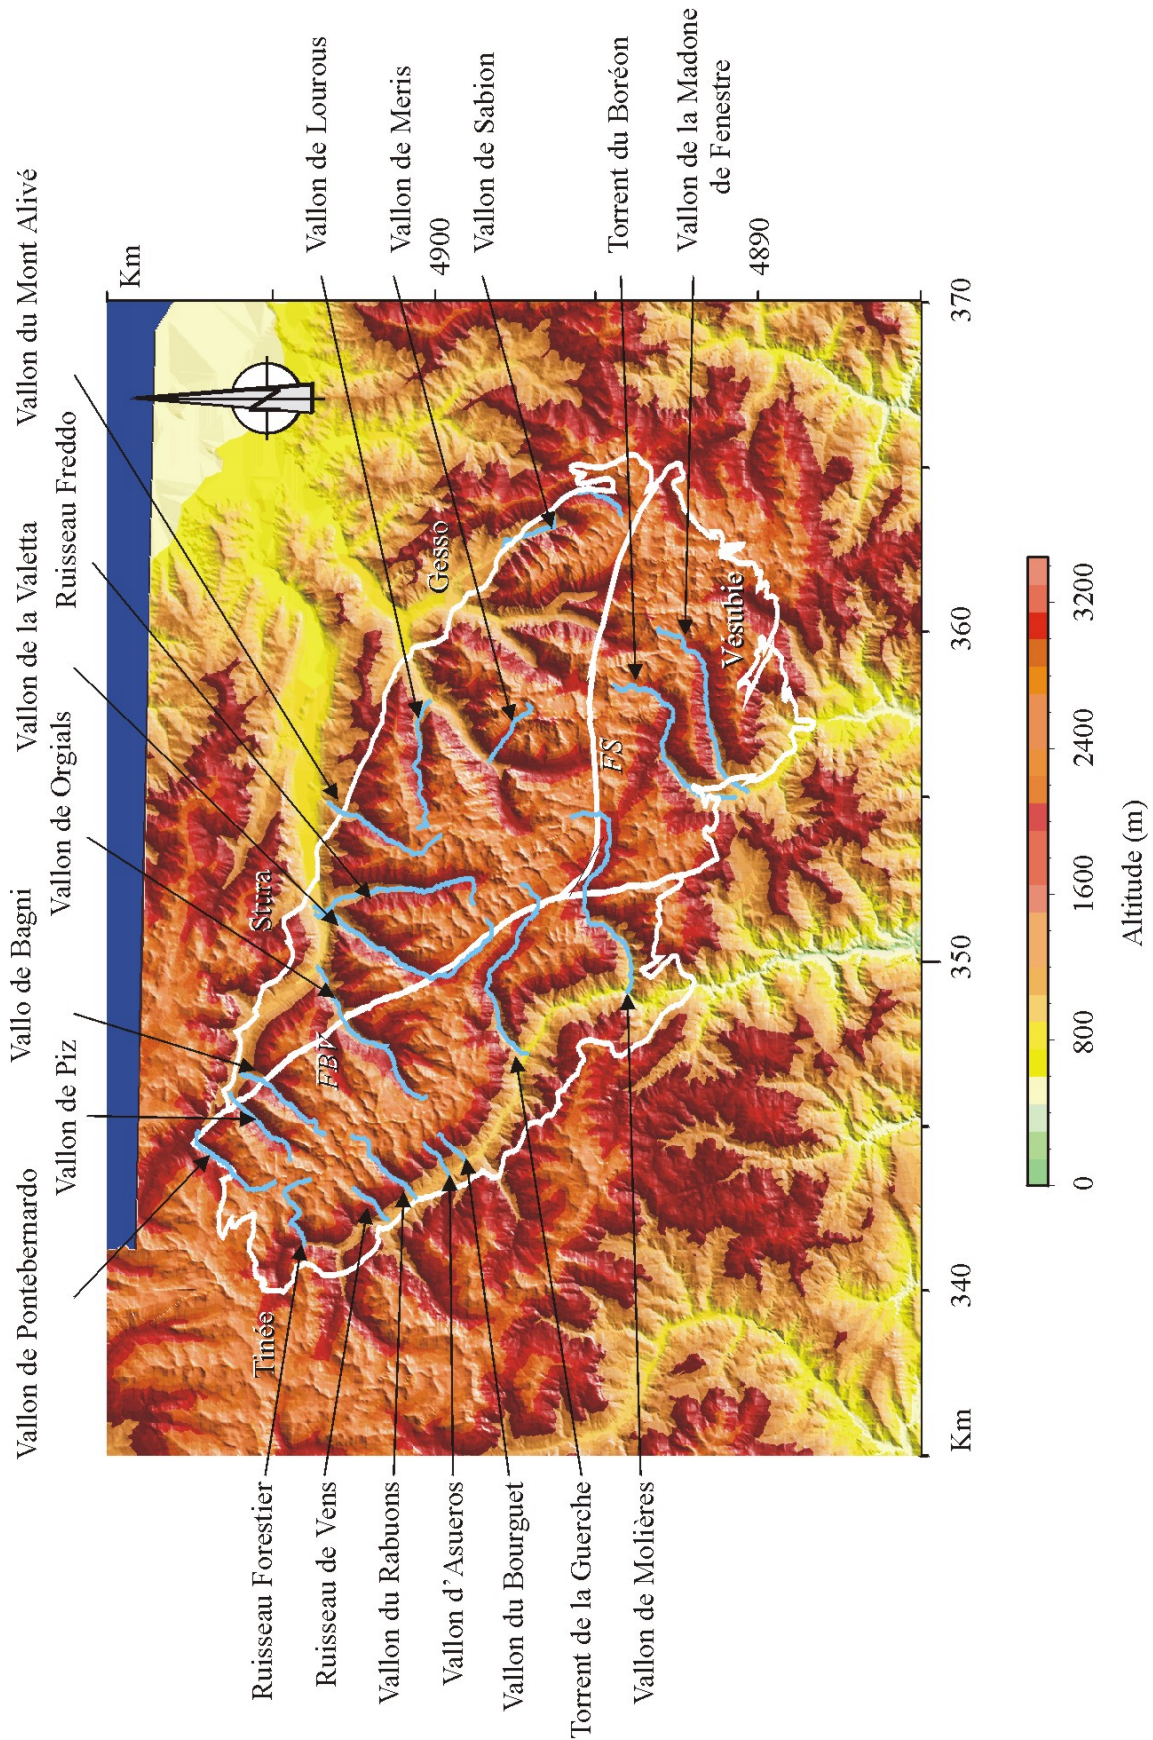 Vallon de Pontebernardo
Vallon de Piz
Vallo de Bagni
Vallon de Orgials
Vallon de la Valetta
Ruisseau Freddo
Vallon du Mont Alivé
Vallon de Lourous
Vallon de Meris
Vallon de Sabion
Torrent du Boréon
Vallon de la Madone
de Fenestre
Ruisseau Forestier
Ruisseau de Vens
Vallon du Rabuons
Vallon d'Asueros
Vallon du Bourguet
Torrent de la Guerche
Vallon de Molières
Tinée
Stura
Gesso
Vésubie
FBV
FS
N
Km
4900
4890
Km
340
350
360
370
0
800
1600
2400
3200
Altitude (m)